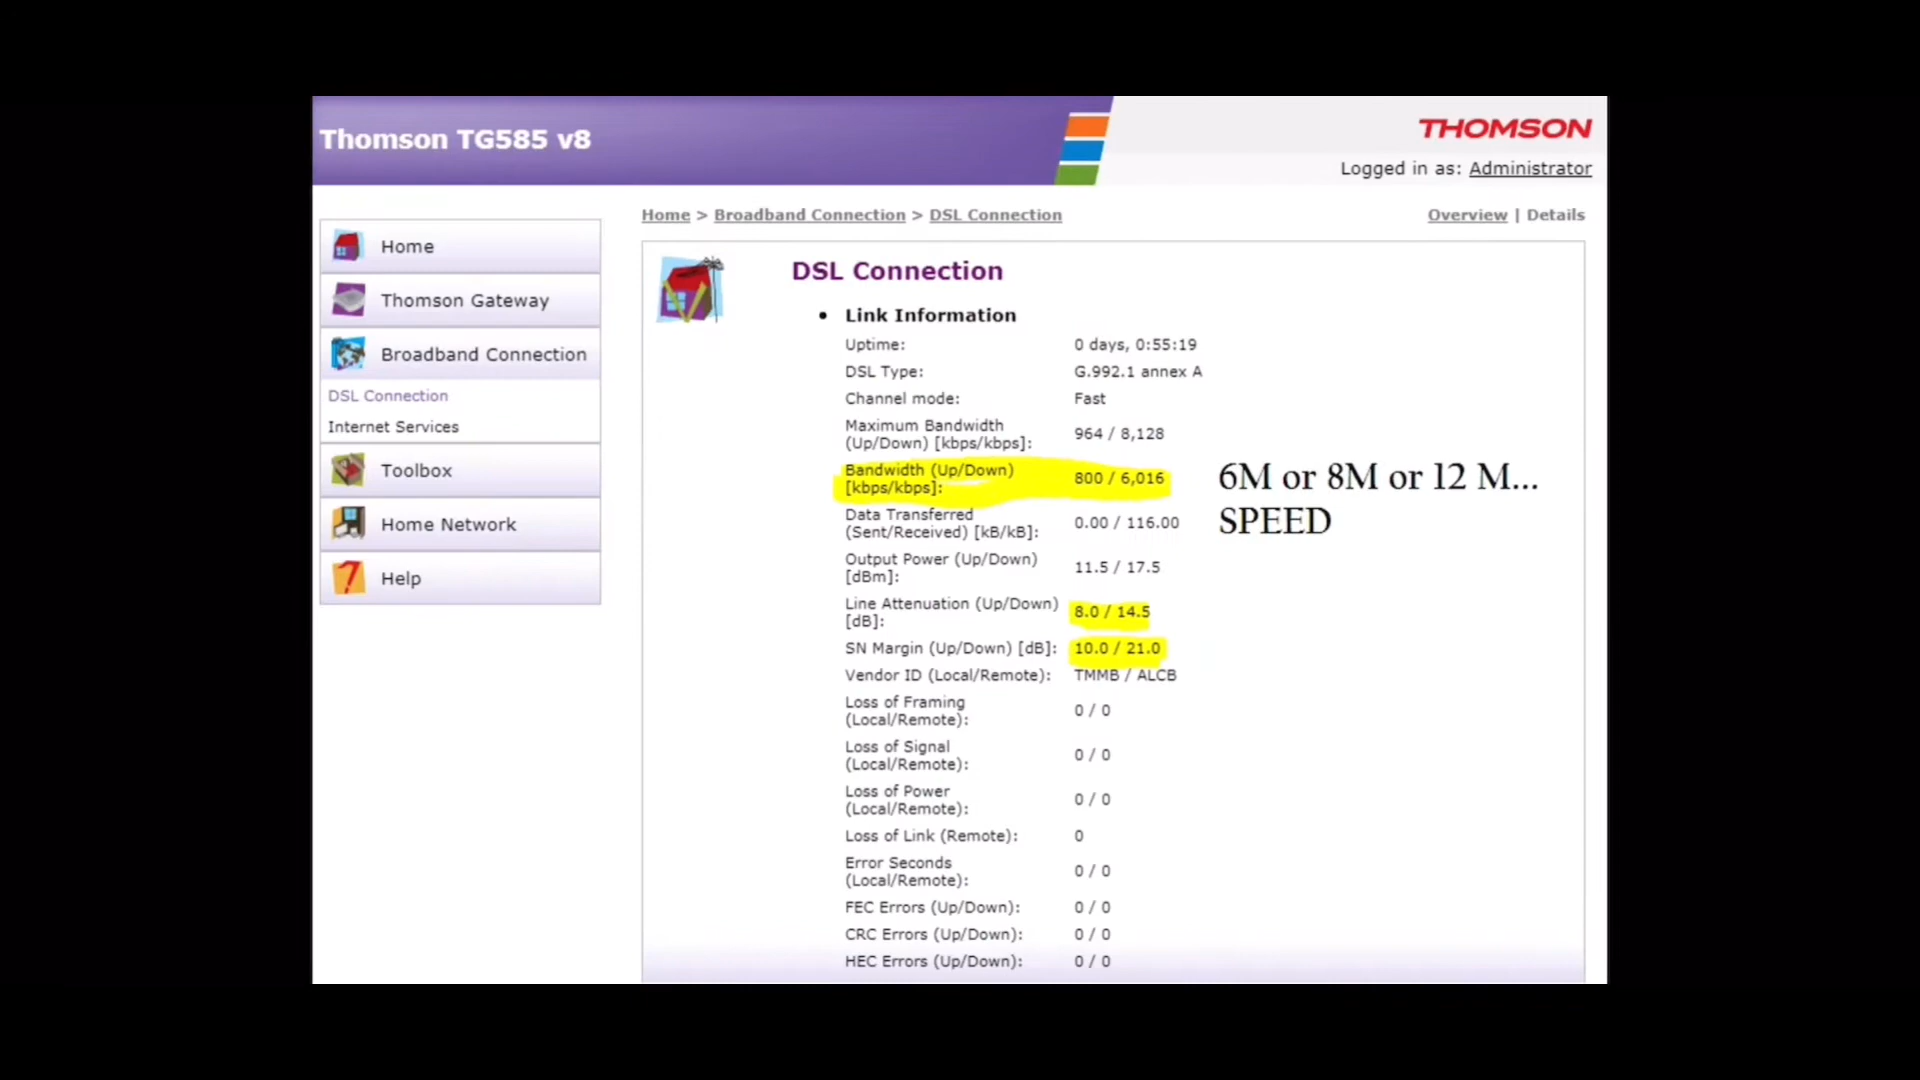 Thomson TG585 v8
THOMSON
Logged in as: Administrator
Home > Broadband Connection > DSL Connection
Overview | Details
Home
Thomson Gateway
Broadband Connection
DSL Connection
Internet Services
Toolbox
Home Network
Help
DSL Connection
• Link Information
Uptime: 0 days, 0:55:19
DSL Type: G.992.1 annex A
Channel mode: Fast
Maximum Bandwidth
(Up/Down) [kbps/kbps]: 964 / 8,128
Bandwidth (Up/Down)
[kbps/kbps]: 800 / 6,016
6M or 8M or 12 M...
SPEED
Data Transferred
(Sent/Received) [kB/kB]: 0.00 / 116.00
Output Power (Up/Down)
[dBm]: 11.5 / 17.5
Line Attenuation (Up/Down)
[dB]: 8.0 / 14.5
SN Margin (Up/Down) [dB]: 10.0 / 21.0
Vendor ID (Local/Remote): TMMB / ALCB
Loss of Framing
(Local/Remote): 0 / 0
Loss of Signal
(Local/Remote): 0 / 0
Loss of Power
(Local/Remote): 0 / 0
Loss of Link (Remote): 0
Error Seconds
(Local/Remote): 0 / 0
FEC Errors (Up/Down): 0 / 0
CRC Errors (Up/Down): 0 / 0
HEC Errors (Up/Down): 0 / 0